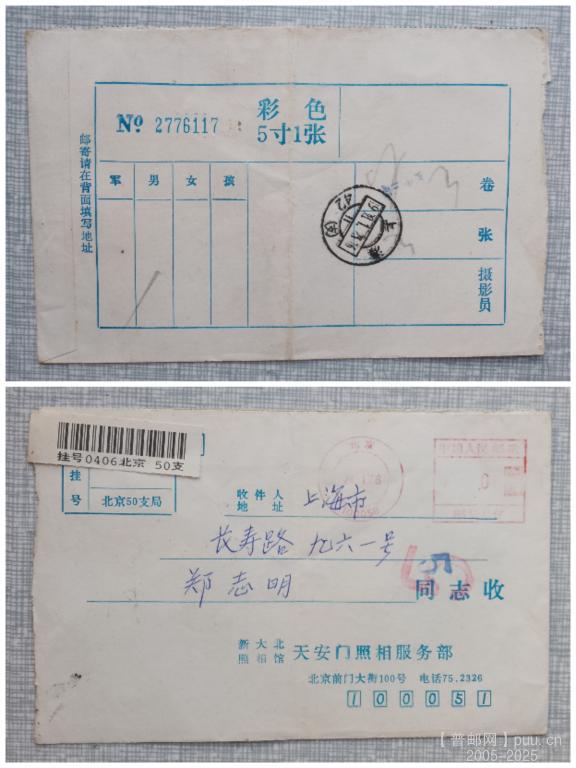 No 2776117
彩色
5寸1张
邮寄请在背面填写地址
军 男 女 孩
卷
张
摄影员
挂号0406北京 50支
挂号
北京50支局
收件人
地址
上海市
长寿路 九六一号
郑志明 同志收
新大北
照相馆 天安门照相服务部
北京前门大街100号 电话75.2326
100051
【普邮网】puu.cn
2005-2025